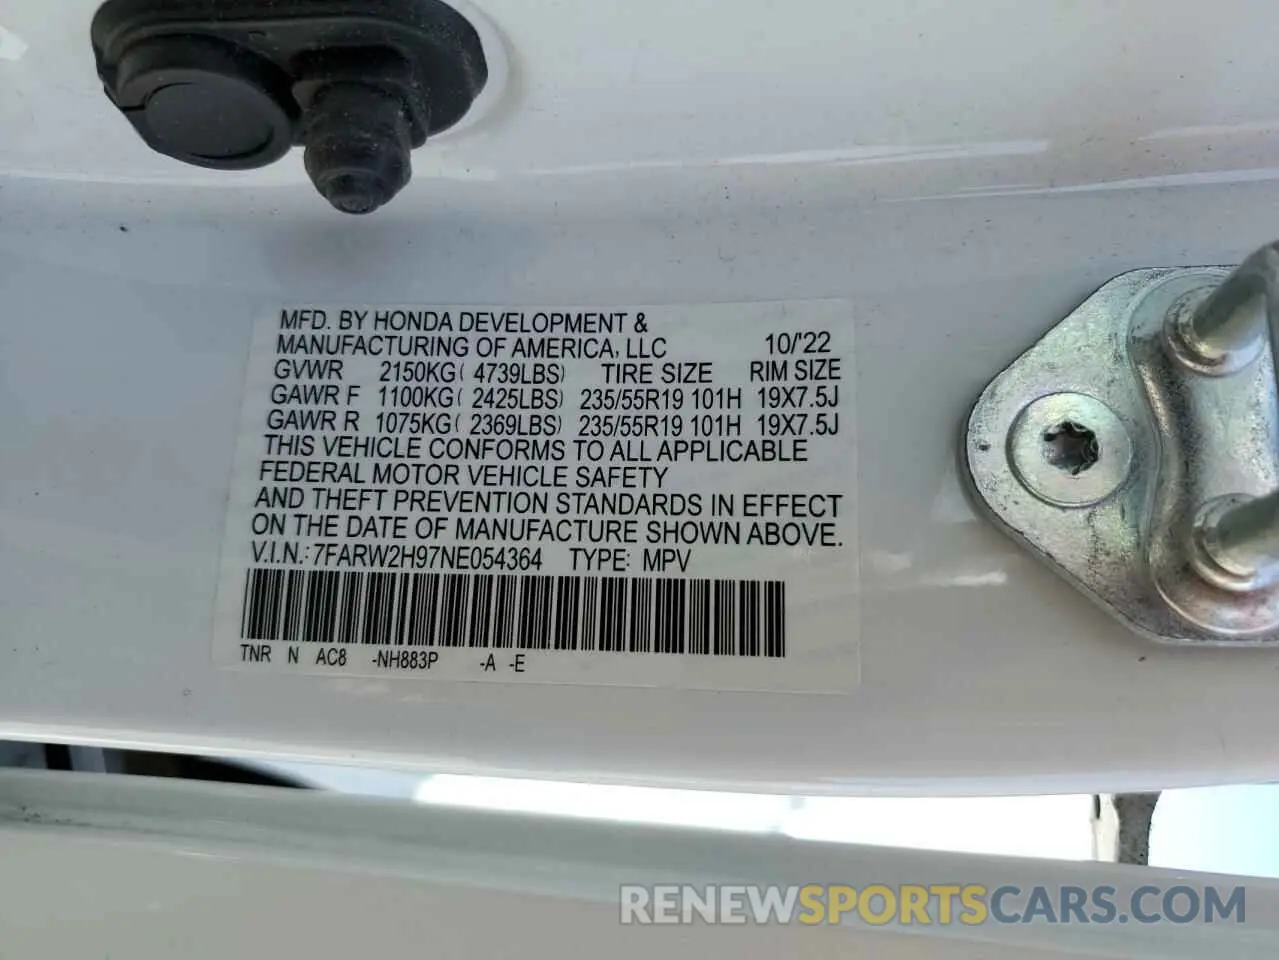 MFD. BY HONDA DEVELOPMENT &
MANUFACTURING OF AMERICA, LLC 10/'22
GVWR 2150KG( 4739LBS) TIRE SIZE RIM SIZE
GAWR F 1100KG( 2425LBS) 235/55R19 101H 19X7.5J
GAWR R 1075KG( 2369LBS) 235/55R19 101H 19X7.5J
THIS VEHICLE CONFORMS TO ALL APPLICABLE
FEDERAL MOTOR VEHICLE SAFETY
AND THEFT PREVENTION STANDARDS IN EFFECT
ON THE DATE OF MANUFACTURE SHOWN ABOVE.
V.I.N.: 7FARW2H97NE054364 TYPE: MPV
TNR N AC8 -NH883P -A -E
RENEWSPORTSCARS.COM